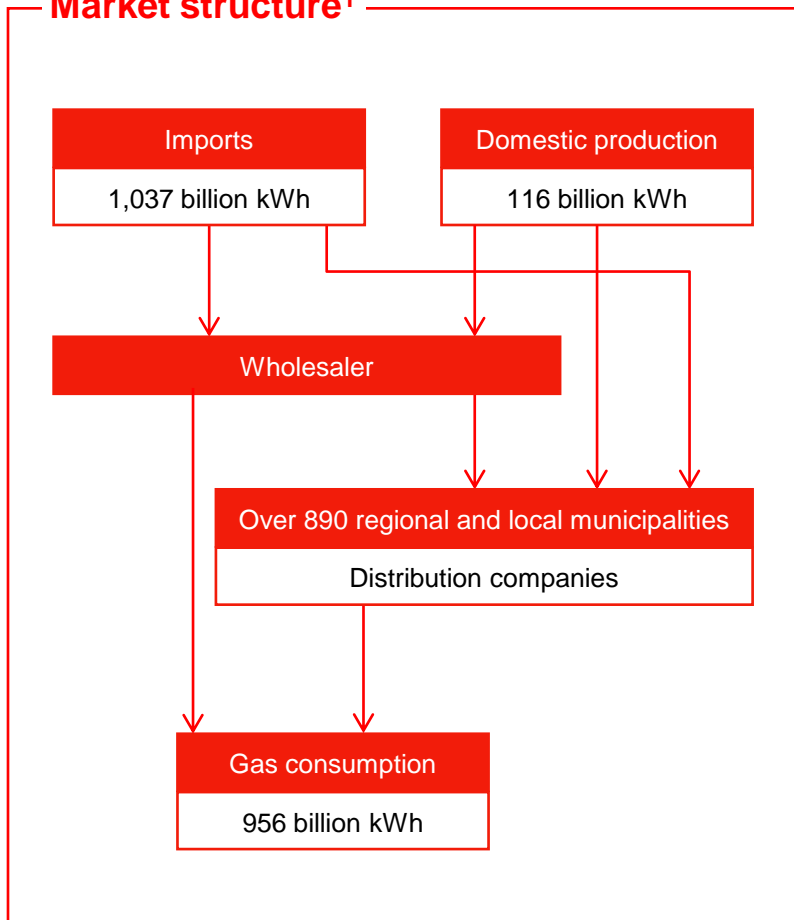 Market structure¹
Imports
Domestic production
1,037 billion kWh
116 billion kWh
Wholesaler
Over 890 regional and local municipalities
Distribution companies
Gas consumption
956 billion kWh